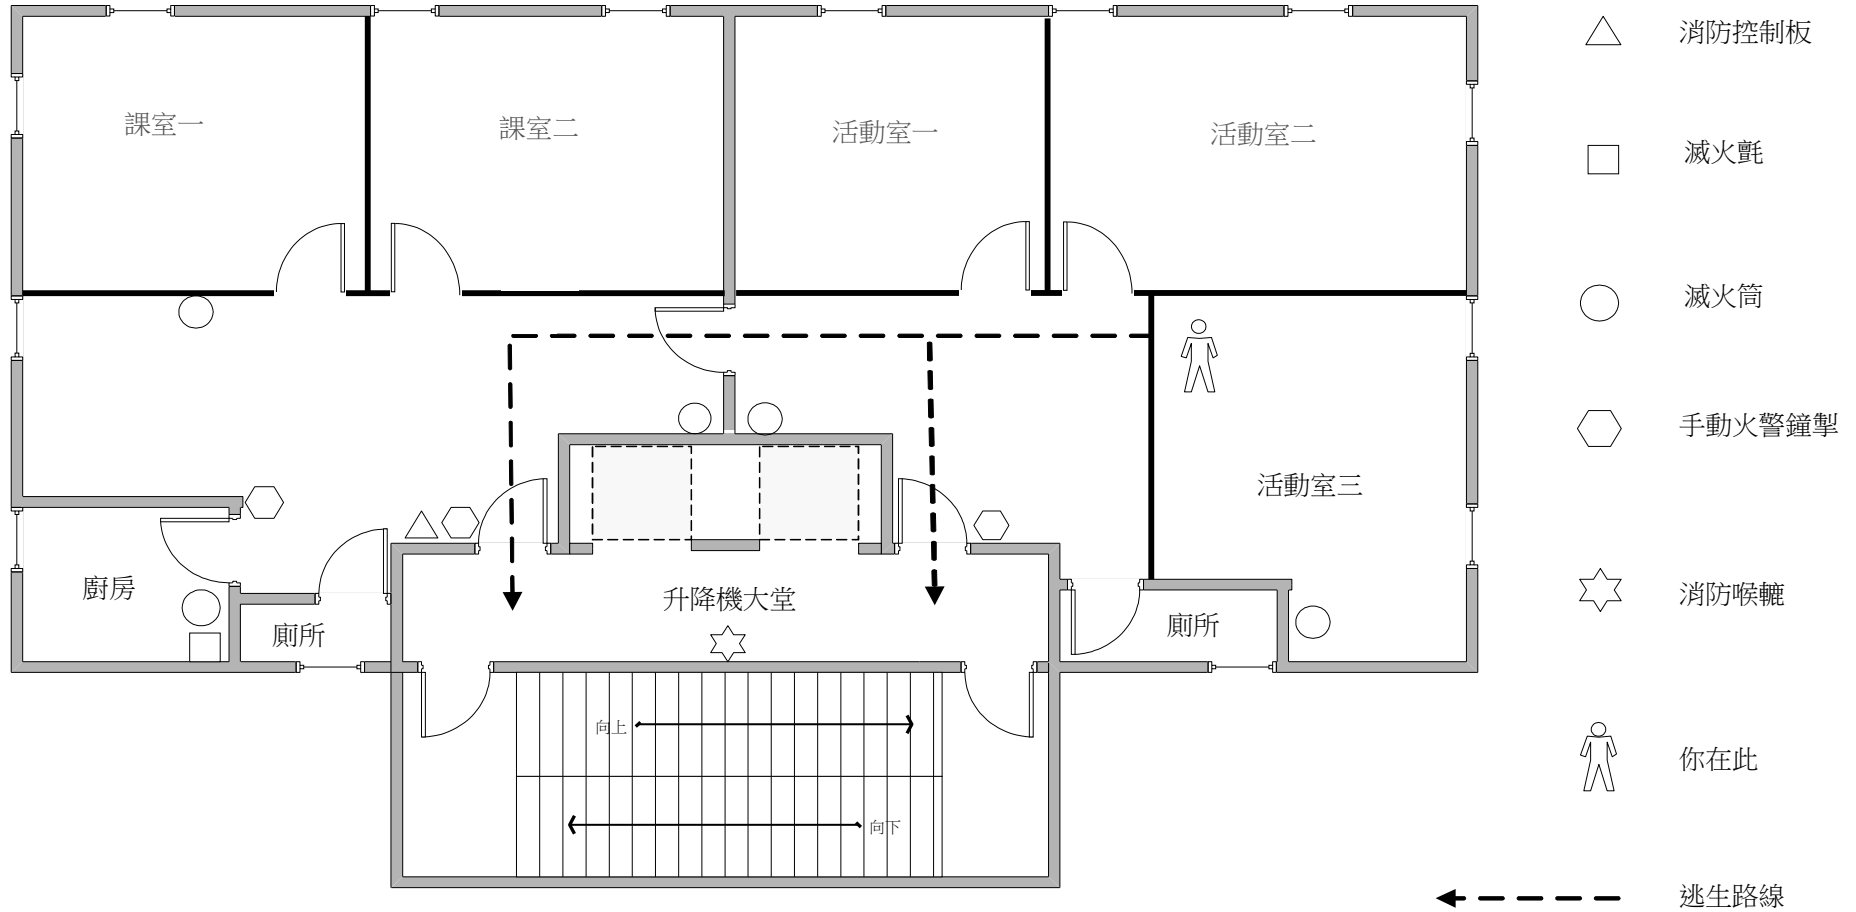 課室一
課室二
活動室一
活動室二
活動室三
廚房
廁所
升降機大堂
廁所
向上
向下
消防控制板
滅火氈
滅火筒
手動火警鐘掣
消防喉轆
你在此
逃生路線